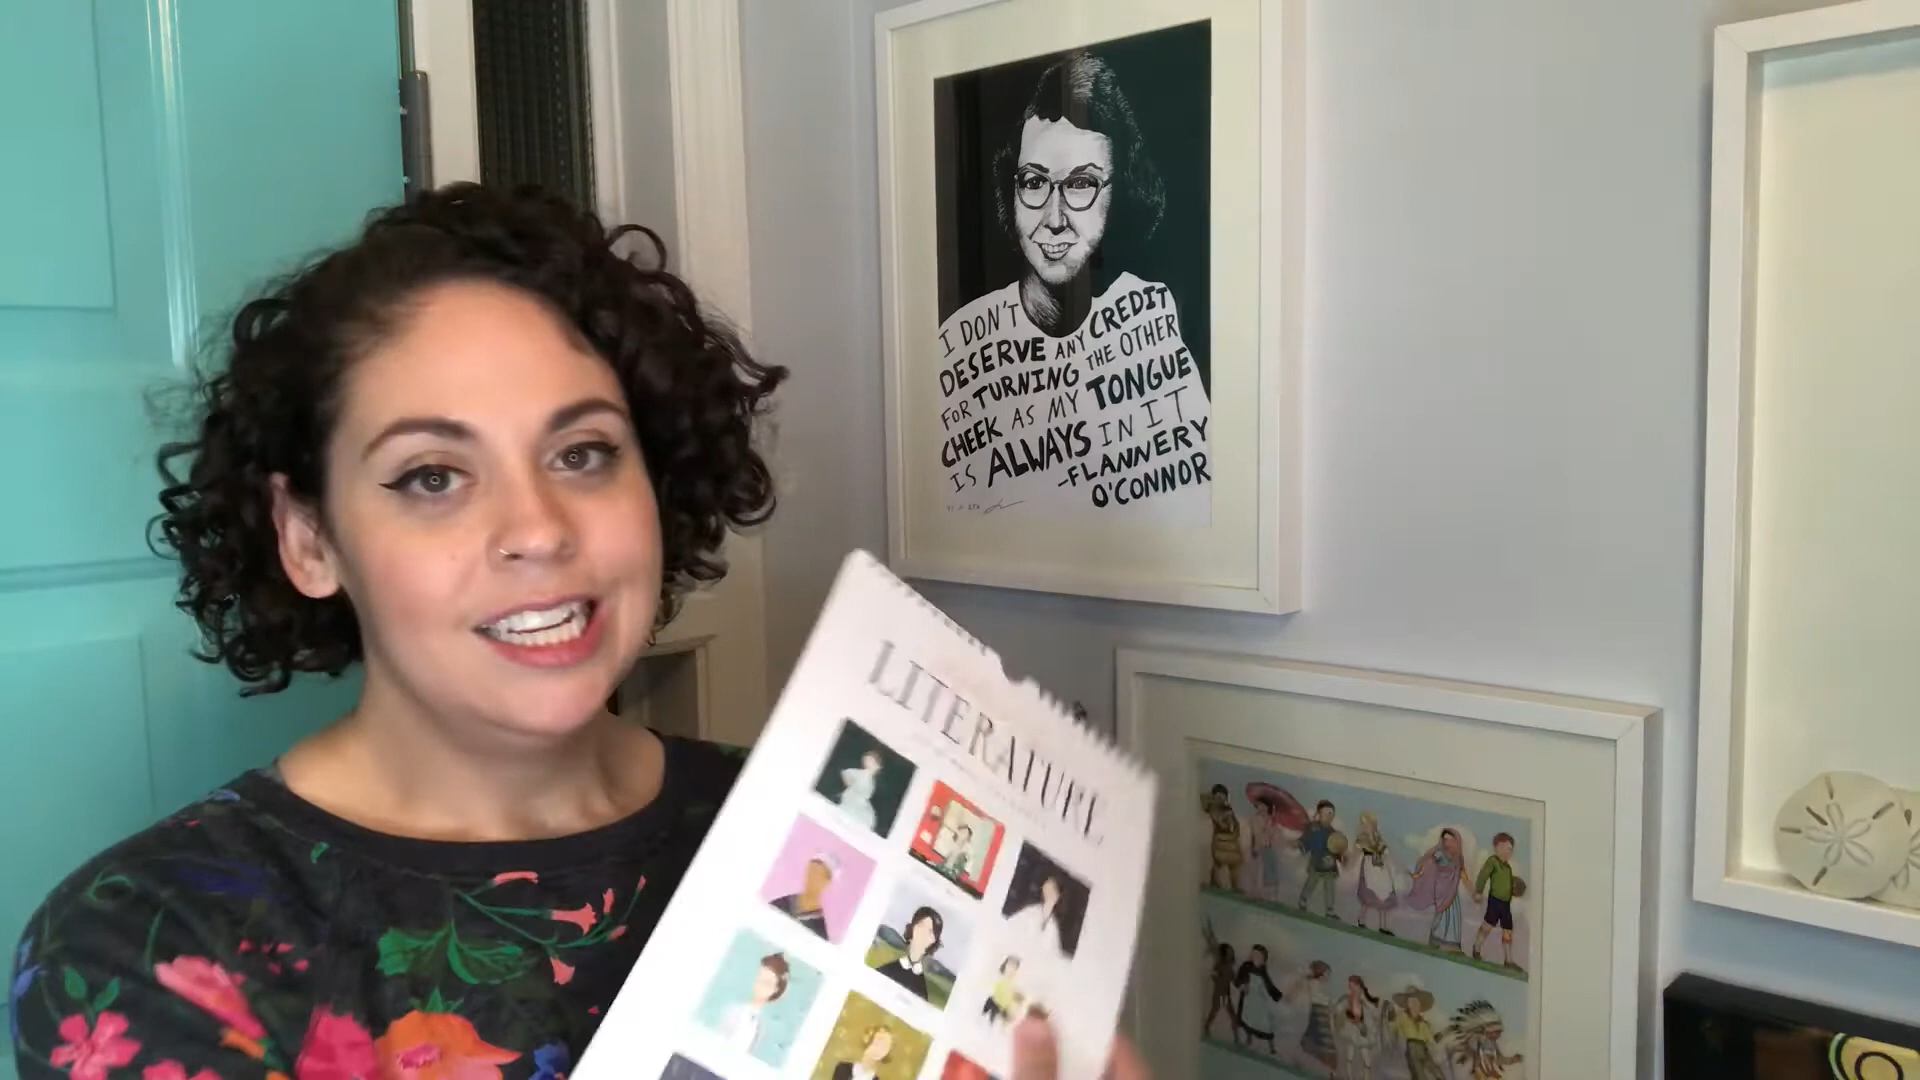 I DON'T
DESERVE ANY CREDIT
FOR TURNING THE OTHER
CHEEK AS MY TONGUE
IS ALWAYS IN IT
-FLANNERY
O'CONNOR
LITERATURE